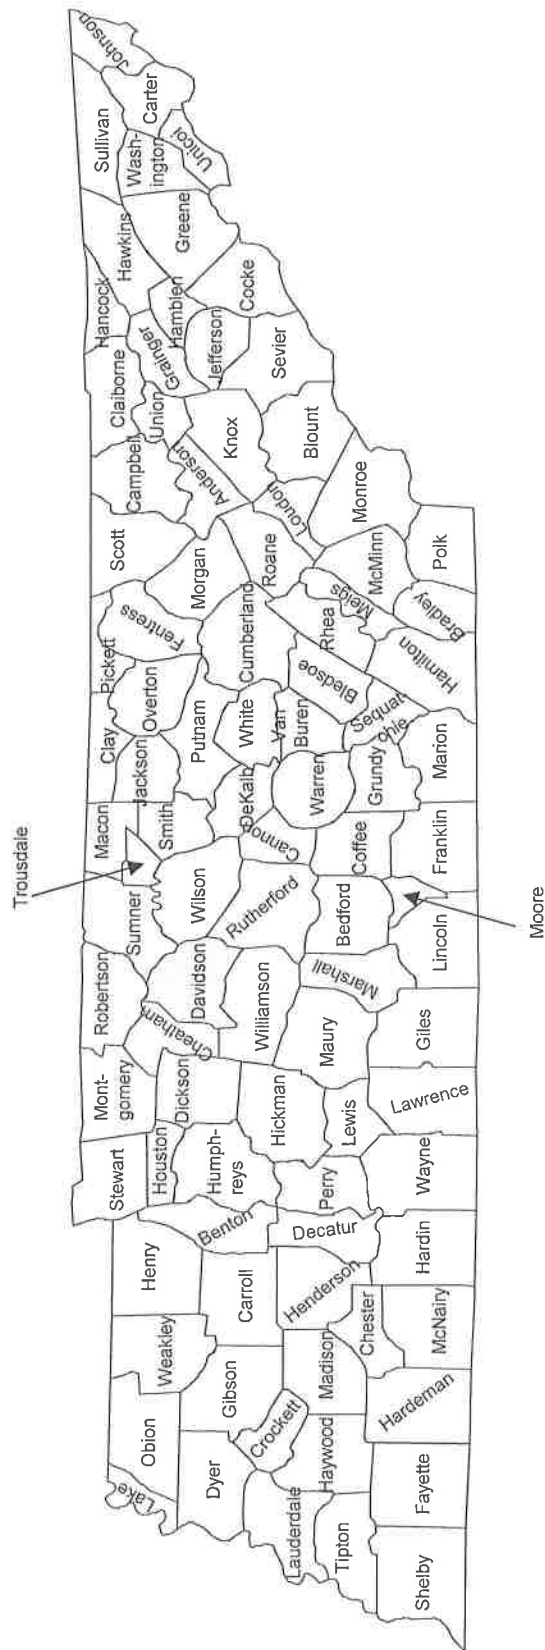 Lake
Obion
Weakley
Henry
Stewart
Mont-
gomery
Robertson
Sumner
Trousdale
Macon
Clay
Pickett
Fentress
Scott
Campbel
Claiborne
Hancock
Hawkins
Sullivan
Johnson
Carter
Unicoi
Wash-
ington
Greene
Hamblen
Grainger
Union
Cocke
Jefferson
Sevier
Knox
Anderson
Blount
Loudon
Monroe
Roane
Morgan
McMinn
Polk
Meigs
Bradley
Rhea
Hamilton
Cumberland
Bledsoe
Sequat-
chie
Overton
Putnam
White
Van
Buren
Jackson
Smith
DeKalb
Warren
Grundy
Marion
Cannon
Coffee
Franklin
Wilson
Rutherford
Bedford
Moore
Lincoln
Davidson
Williamson
Marshall
Cheatham
Dickson
Maury
Giles
Houston
Humph-
reys
Hickman
Lewis
Lawrence
Perry
Wayne
Benton
Decatur
Hardin
Carroll
Henderson
Chester
McNairy
Gibson
Madison
Hardeman
Dyer
Crockett
Haywood
Fayette
Lauderdale
Tipton
Shelby